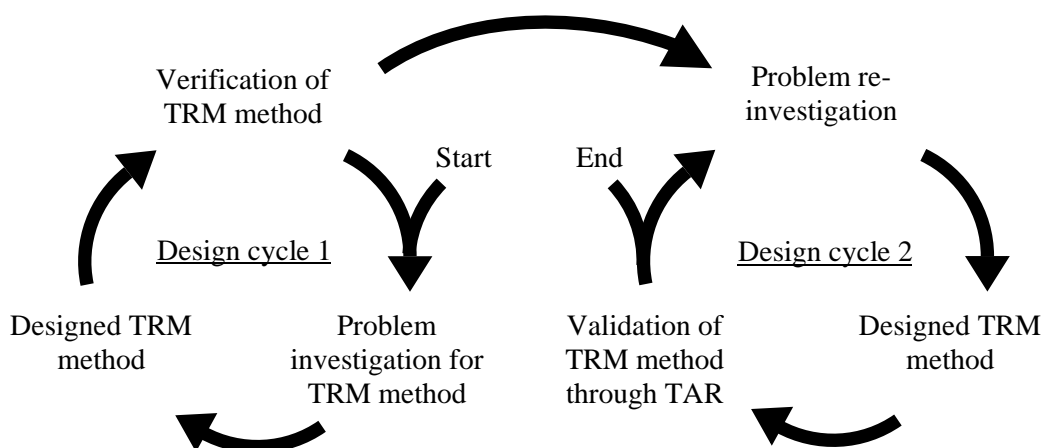 Verification of
TRM method
Problem re-
investigation
Start
End
Design cycle 1
Design cycle 2
Designed TRM
method
Problem
investigation for
TRM method
Validation of
TRM method
through TAR
Designed TRM
method